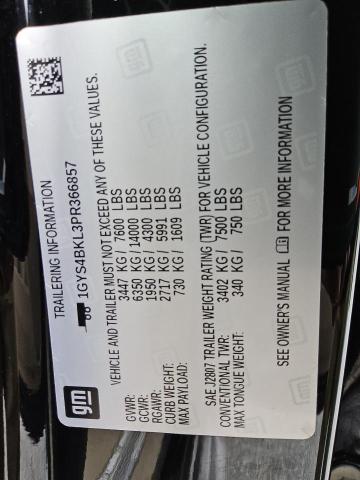 TRAILERING INFORMATION
1GYS4BKL3PR366857
gm
VEHICLE AND TRAILER MUST NOT EXCEED ANY OF THESE VALUES.
GVWR: 3447 KG/ 7600 LBS
GCWR: 6350 KG/ 14000 LBS
RGAWR: 1950 KG/ 4300 LBS
CURB WEIGHT: 2717 KG/ 5991 LBS
MAX PAYLOAD: 730 KG/ 1609 LBS
SAE J2807 TRAILER WEIGHT RATING (TWR) FOR VEHICLE CONFIGURATION.
CONVENTIONAL TWR: 3402 KG/ 7500 LBS
MAX TONGUE WEIGHT: 340 KG/ 750 LBS
SEE OWNER'S MANUAL FOR MORE INFORMATION